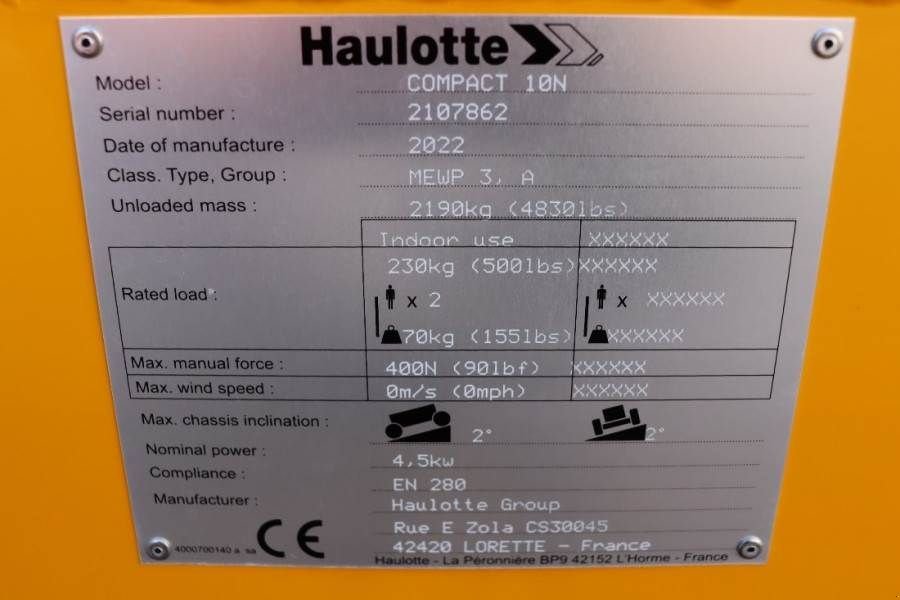 Haulotte
Model : COMPACT 10N
Serial number : 2107862
Date of manufacture : 2022
Class. Type, Group : MEWP 3, A
Unloaded mass : 2190kg (4830lbs)
Indoor use XXXXXX
230kg (500lbs) XXXXXX
Rated load : x 2 x XXXXXX
70kg (155lbs) XXXXXX
Max. manual force : 400N (90lbf) XXXXXX
Max. wind speed : 0m/s (0mph) XXXXXX
Max. chassis inclination : 2° 2°
Nominal power : 4,5kw
Compliance : EN 280
Manufacturer : Haulotte Group
Rue E Zola CS30045
4000700140 a sa CE 42420 LORETTE - France
Haulotte - La Péronnière BP9 42152 L'Horme - France